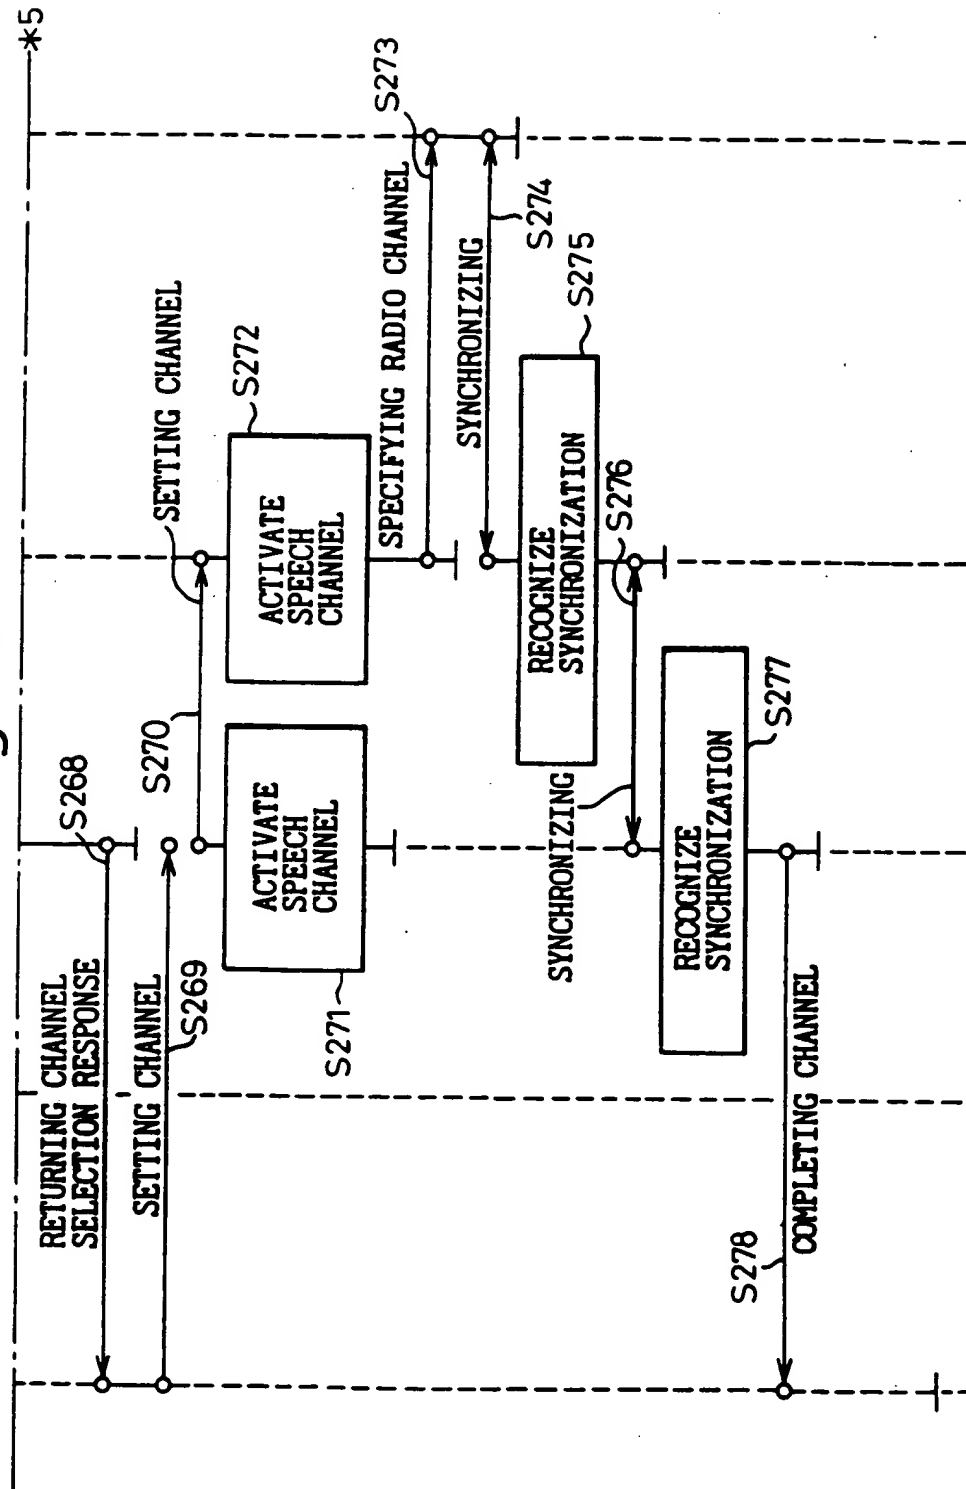 *5
RETURNING CHANNEL
SELECTION RESPONSE
S268
SETTING CHANNEL
S269
S270
SETTING CHANNEL
ACTIVATE
SPEECH
CHANNEL
S271
ACTIVATE
SPEECH
CHANNEL
S272
SPECIFYING RADIO CHANNEL
S273
SYNCHRONIZING
S274
RECOGNIZE
SYNCHRONIZATION
S275
SYNCHRONIZING
S276
RECOGNIZE
SYNCHRONIZATION
S277
S278
COMPLETING CHANNEL